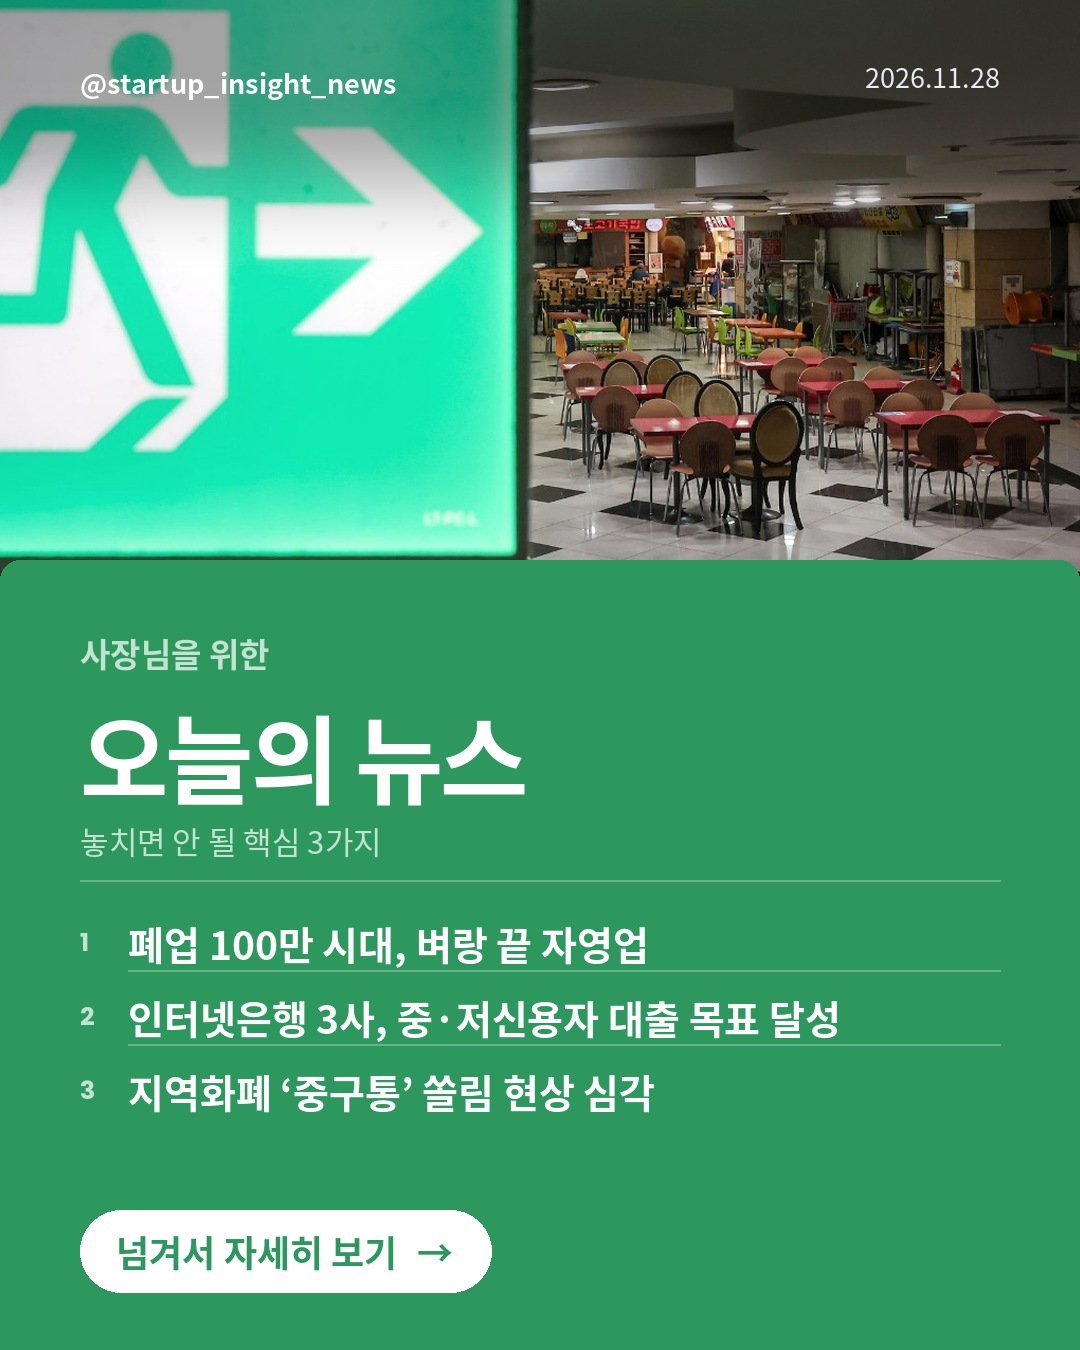 @startup_insight_news
2026.11.28
사장님을 위한
오늘의 뉴스
놓치면 안 될 핵심 3가지
1 폐업 100만 시대, 벼랑 끝 자영업
2 인터넷은행 3사, 중·저신용자 대출 목표 달성
3 지역화폐 ‘중구통’ 쏠림 현상 심각
넘겨서 자세히 보기 →